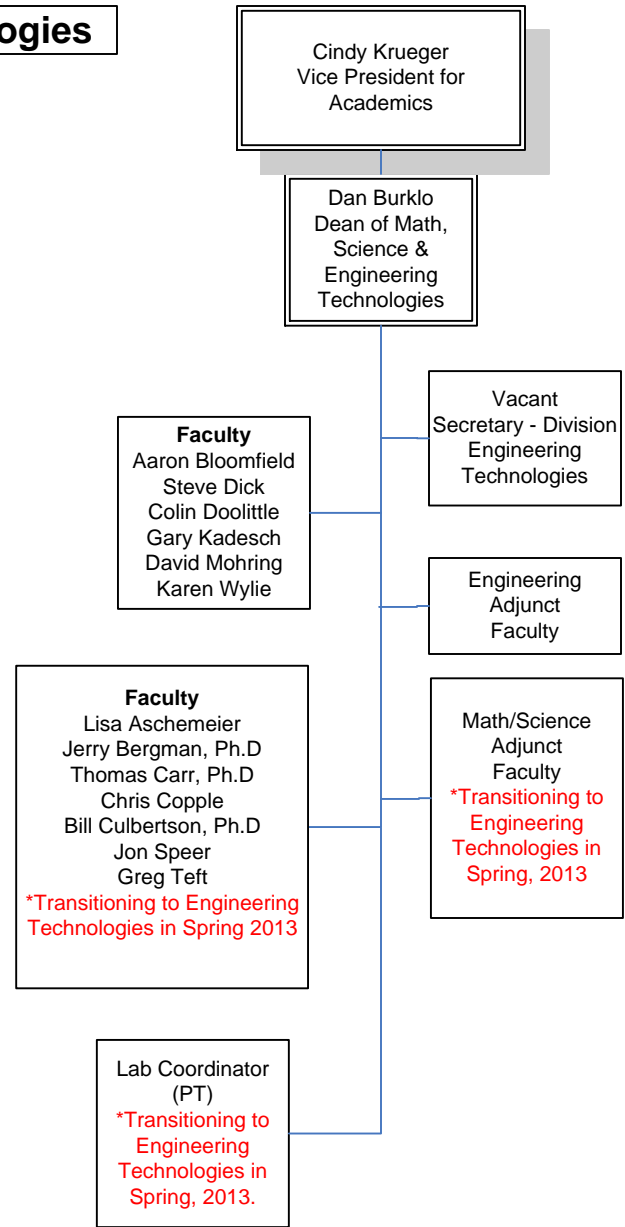 Cindy Krueger
Vice President for
Academics
Dan Burklo
Dean of Math,
Science &
Engineering
Technologies
Vacant
Secretary - Division
Engineering
Technologies
Faculty
Aaron Bloomfield
Steve Dick
Colin Doolittle
Gary Kadesch
David Mohring
Karen Wylie
Engineering
Adjunct
Faculty
Faculty
Lisa Aschemeier
Jerry Bergman, Ph.D
Thomas Carr, Ph.D
Chris Copple
Bill Culbertson, Ph.D
Jon Speer
Greg Teft
*Transitioning to Engineering
Technologies in Spring 2013
Math/Science
Adjunct
Faculty
*Transitioning to
Engineering
Technologies in
Spring, 2013
Lab Coordinator
(PT)
*Transitioning to
Engineering
Technologies in
Spring, 2013.